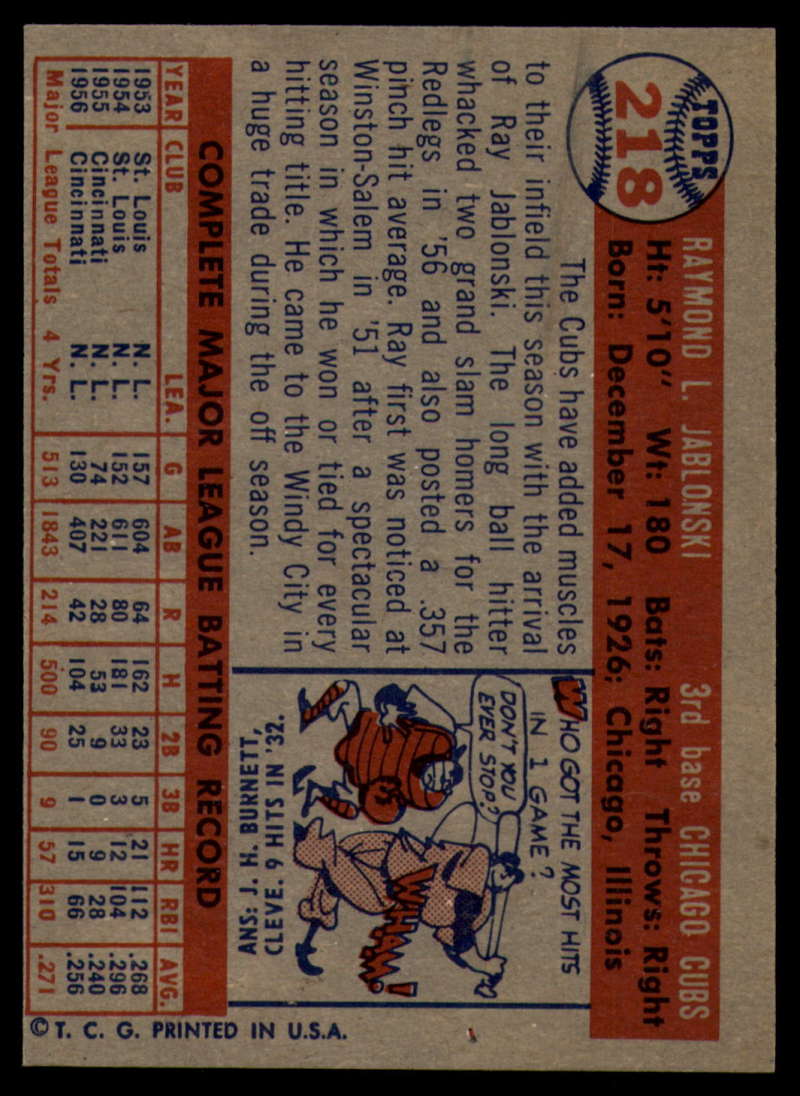 TOPPS
218
RAYMOND L. JABLONSKI 3rd base CHICAGO CUBS
Ht: 5'10" Wt: 180 Bats: Right Throws: Right
Born: December 17, 1926; Chicago, Illinois
The Cubs have added muscles
to their infield this season with the arrival
of Ray Jablonski. The long ball hitter
whacked two grand slam homers for the
Redlegs in '56 and also posted a .357
pinch hit average. Ray first was noticed at
Winston-Salem in '51 after a spectacular
season in which he won or tied for every
hitting title. He came to the Windy City in
a huge trade during the off season.
WHO GOT THE MOST HITS
IN 1 GAME?
DON'T YOU
EVER STOP?
WHAM!
ANS: J. H. BURNETT,
CLEVE. 9 HITS IN '32.
COMPLETE MAJOR LEAGUE BATTING RECORD
YEAR CLUB LEA. G AB R H 2B 3B HR RBI AVG.
1953 St. Louis N. L. 157 604 64 162 23 5 21 112 .268
1954 St. Louis N. L. 152 611 80 181 33 3 12 104 .296
1955 Cincinnati N. L. 74 221 28 53 9 0 9 28 .240
1956 Cincinnati N. L. 130 407 42 104 25 1 15 66 .256
Major League Totals 4 Yrs. 513 1843 214 500 90 9 57 310 .271
© T. C. G. PRINTED IN U.S.A.